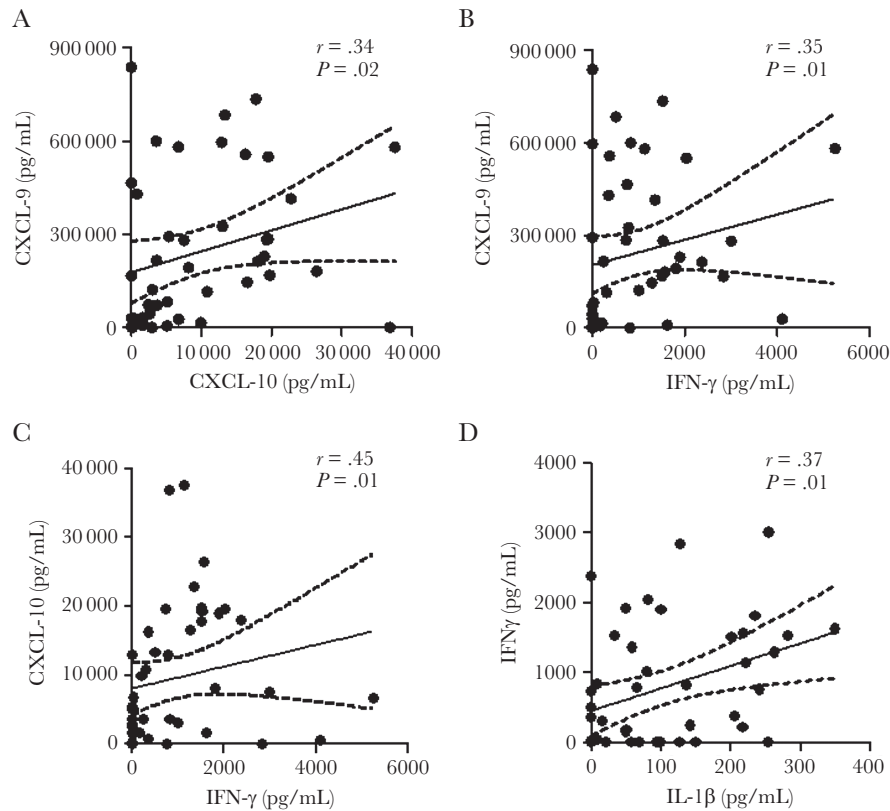 A
r = .34
P = .02
900 000
600 000
300 000
0
CXCL-9 (pg/mL)
0
10 000
20 000
30 000
40 000
CXCL-10 (pg/mL)
B
r = .35
P = .01
900 000
600 000
300 000
0
CXCL-9 (pg/mL)
0
2000
4000
6000
IFN-γ (pg/mL)
C
r = .45
P = .01
40 000
30 000
20 000
10 000
0
CXCL-10 (pg/mL)
0
2000
4000
6000
IFN-γ (pg/mL)
D
r = .37
P = .01
4000
3000
2000
1000
0
IFNγ (pg/mL)
0
100
200
300
400
IL-1β (pg/mL)